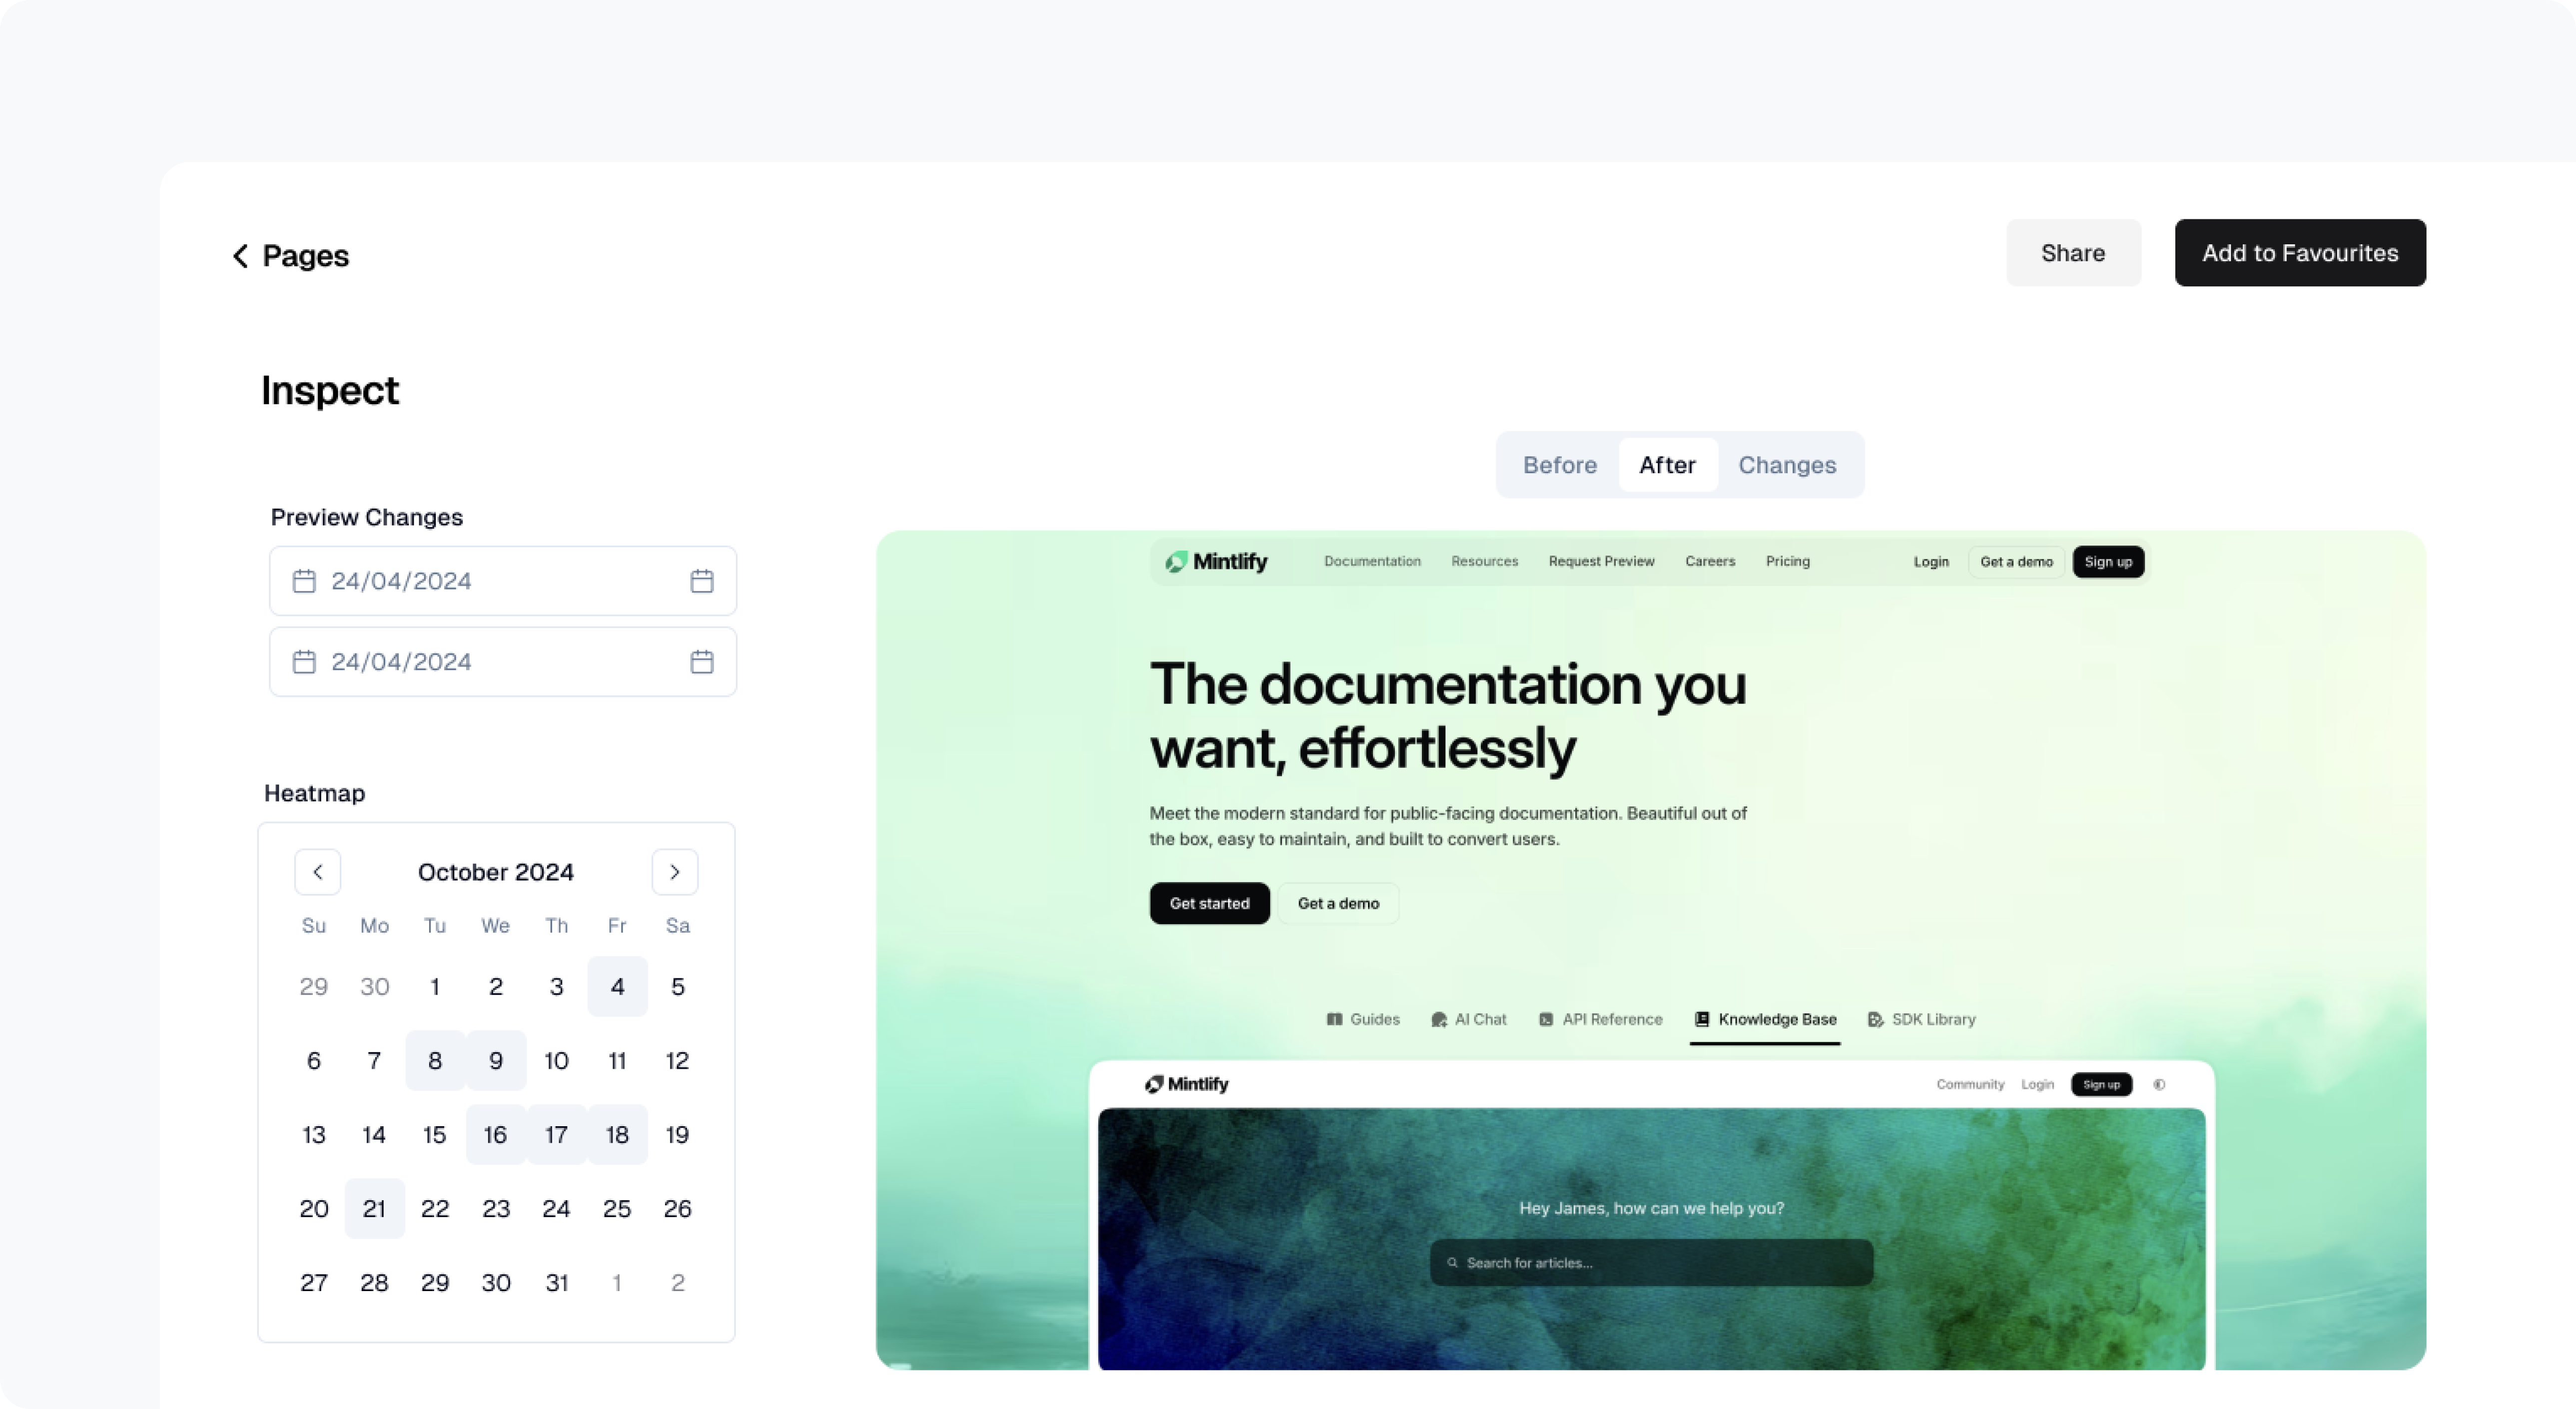 Pages
Share
Add to Favourites
Inspect
Before After Changes
Preview Changes
24/04/2024
24/04/2024
Heatmap
October 2024
Su Mo Tu We Th Fr Sa
29 30 1 2 3 4 5
6 7 8 9 10 11 12
13 14 15 16 17 18 19
20 21 22 23 24 25 26
27 28 29 30 31 1 2
Mintlify Documentation Resources Request Preview Careers Pricing Login Get a demo Sign up
The documentation you
want, effortlessly
Meet the modern standard for public-facing documentation. Beautiful out of
the box, easy to maintain, and built to convert users.
Get started Get a demo
Guides AI Chat API Reference Knowledge Base SDK Library
Mintlify Community Login Sign up
Hey James, how can we help you?
Search for articles...